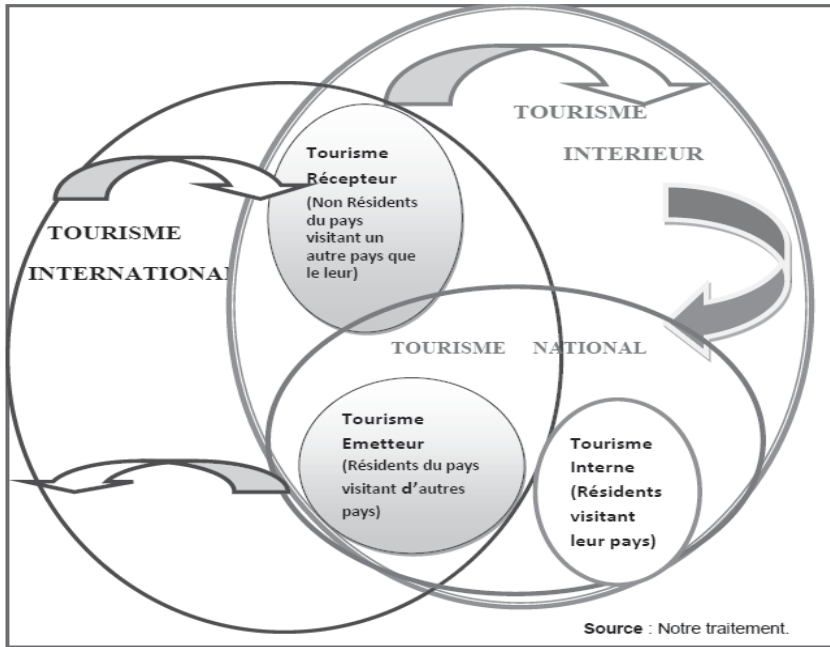 TOURISME
INTERIEUR
Tourisme
Récepteur
(Non Résidents
du pays
visitant un
autre pays que
le leur)
TOURISME
INTERNATIONAL
TOURISME NATIONAL
Tourisme
Emetteur
(Résidents du pays
visitant d’autres
pays)
Tourisme
Interne
(Résidents
visitant
leur pays)
Source : Notre traitement.